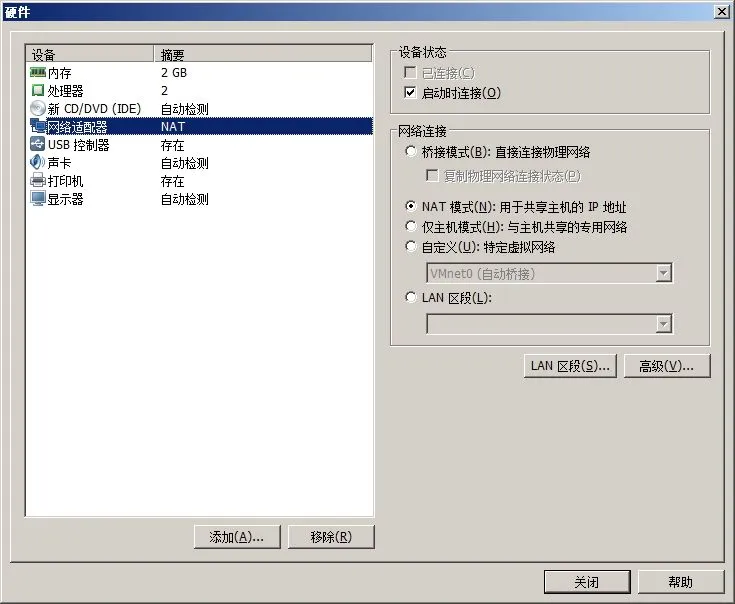 硬件
设备 摘要
内存 2 GB
处理器 2
新 CD/DVD (IDE) 自动检测
网络适配器 NAT
USB 控制器 存在
声卡 自动检测
打印机 存在
显示器 自动检测
添加(A)... 移除(R)
设备状态
已连接(C)
启动时连接(O)
网络连接
桥接模式(B): 直接连接物理网络
复制物理网络连接状态(P)
NAT 模式(N): 用于共享主机的 IP 地址
仅主机模式(H): 与主机共享的专用网络
自定义(U): 特定虚拟网络
VMnet0 (自动桥接)
LAN 区段(L):
LAN 区段(S)... 高级(V)...
关闭 帮助